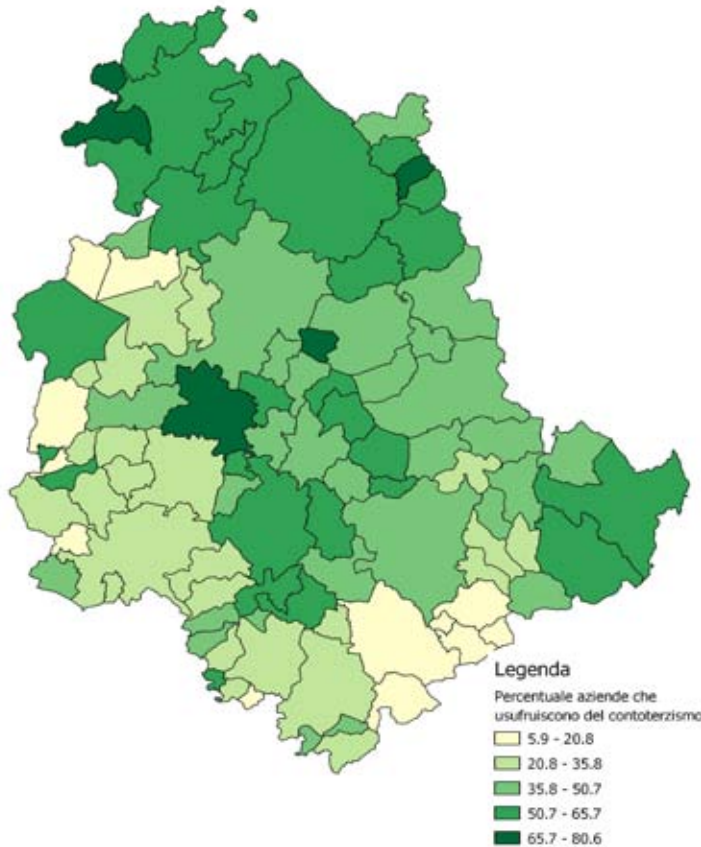 Legenda
Percentuale aziende che
usufruiscono del contoterzismo
5.9 - 20.8
20.8 - 35.8
35.8 - 50.7
50.7 - 65.7
65.7 - 80.6